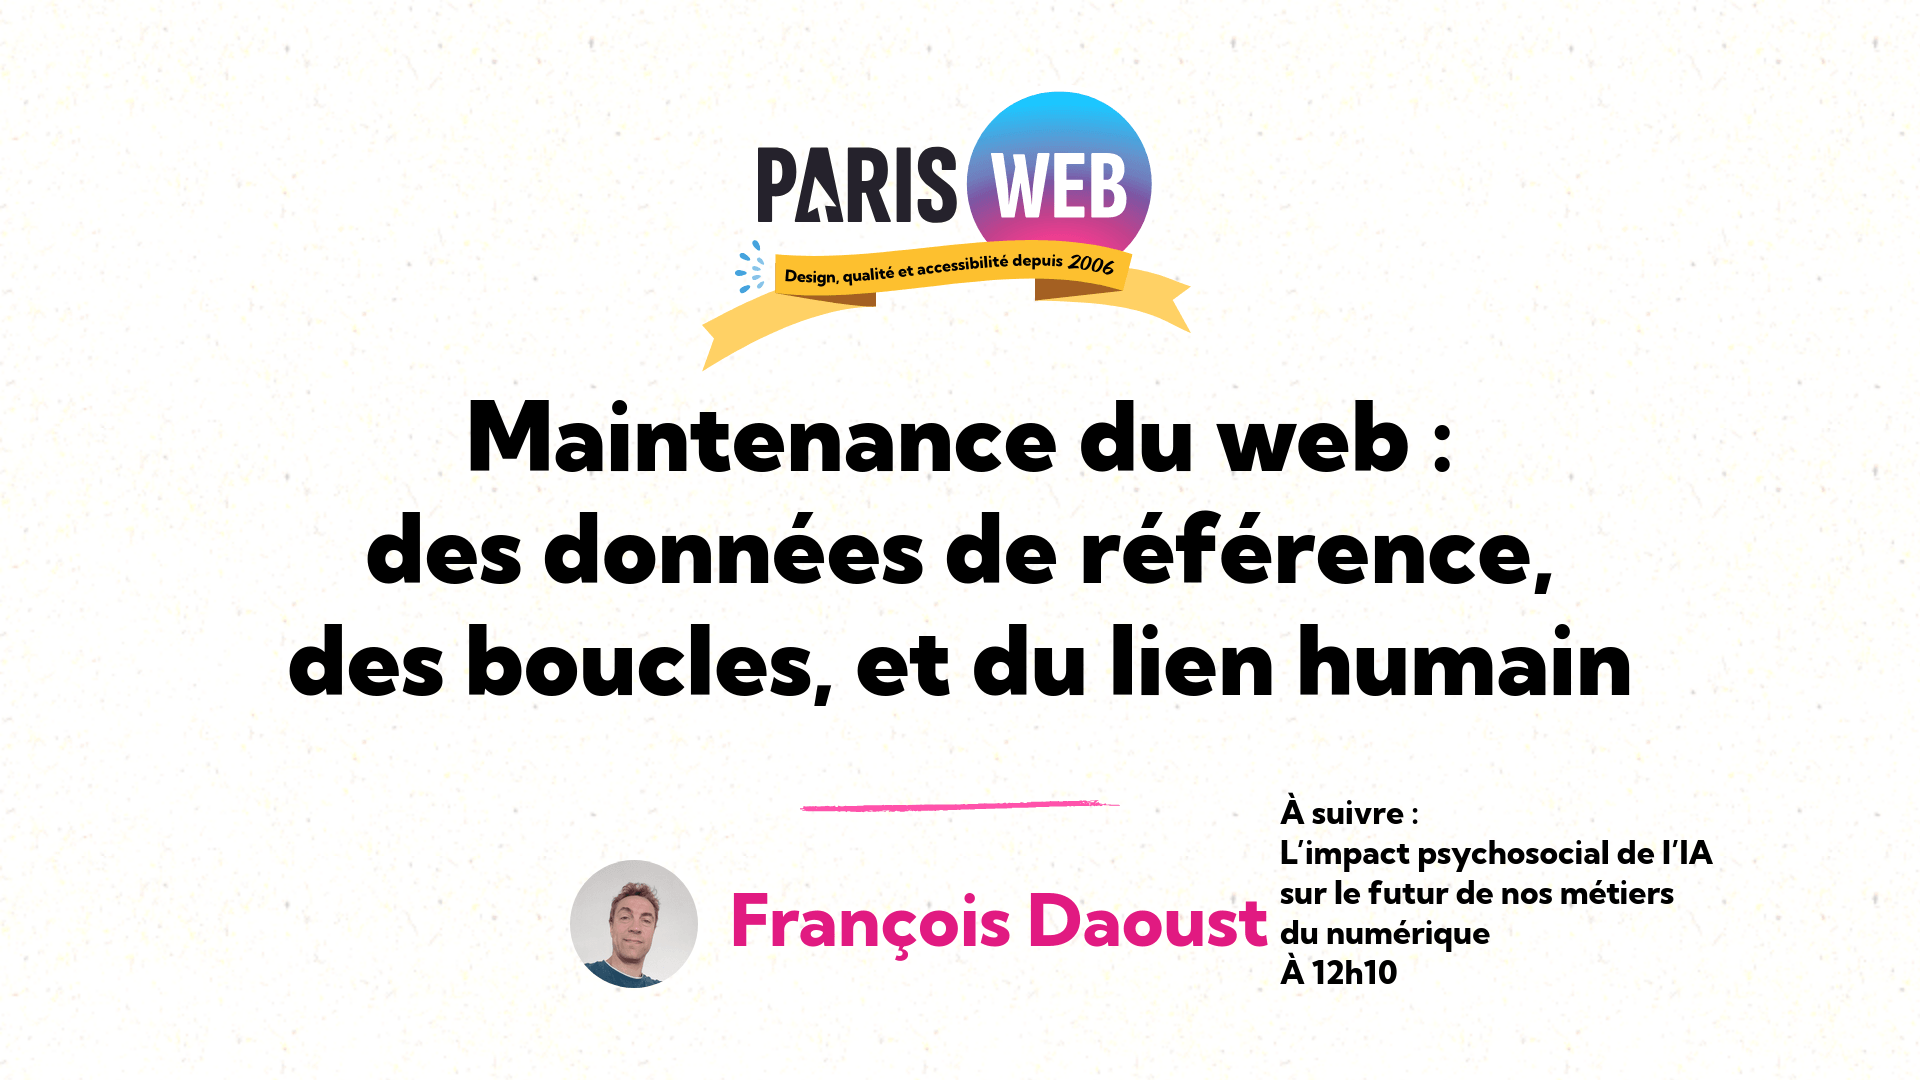 PARIS WEB
Design, qualité et accessibilité depuis 2006
Maintenance du web :
des données de référence,
des boucles, et du lien humain
François Daoust
À suivre :
L’impact psychosocial de l’IA
sur le futur de nos métiers
du numérique
À 12h10